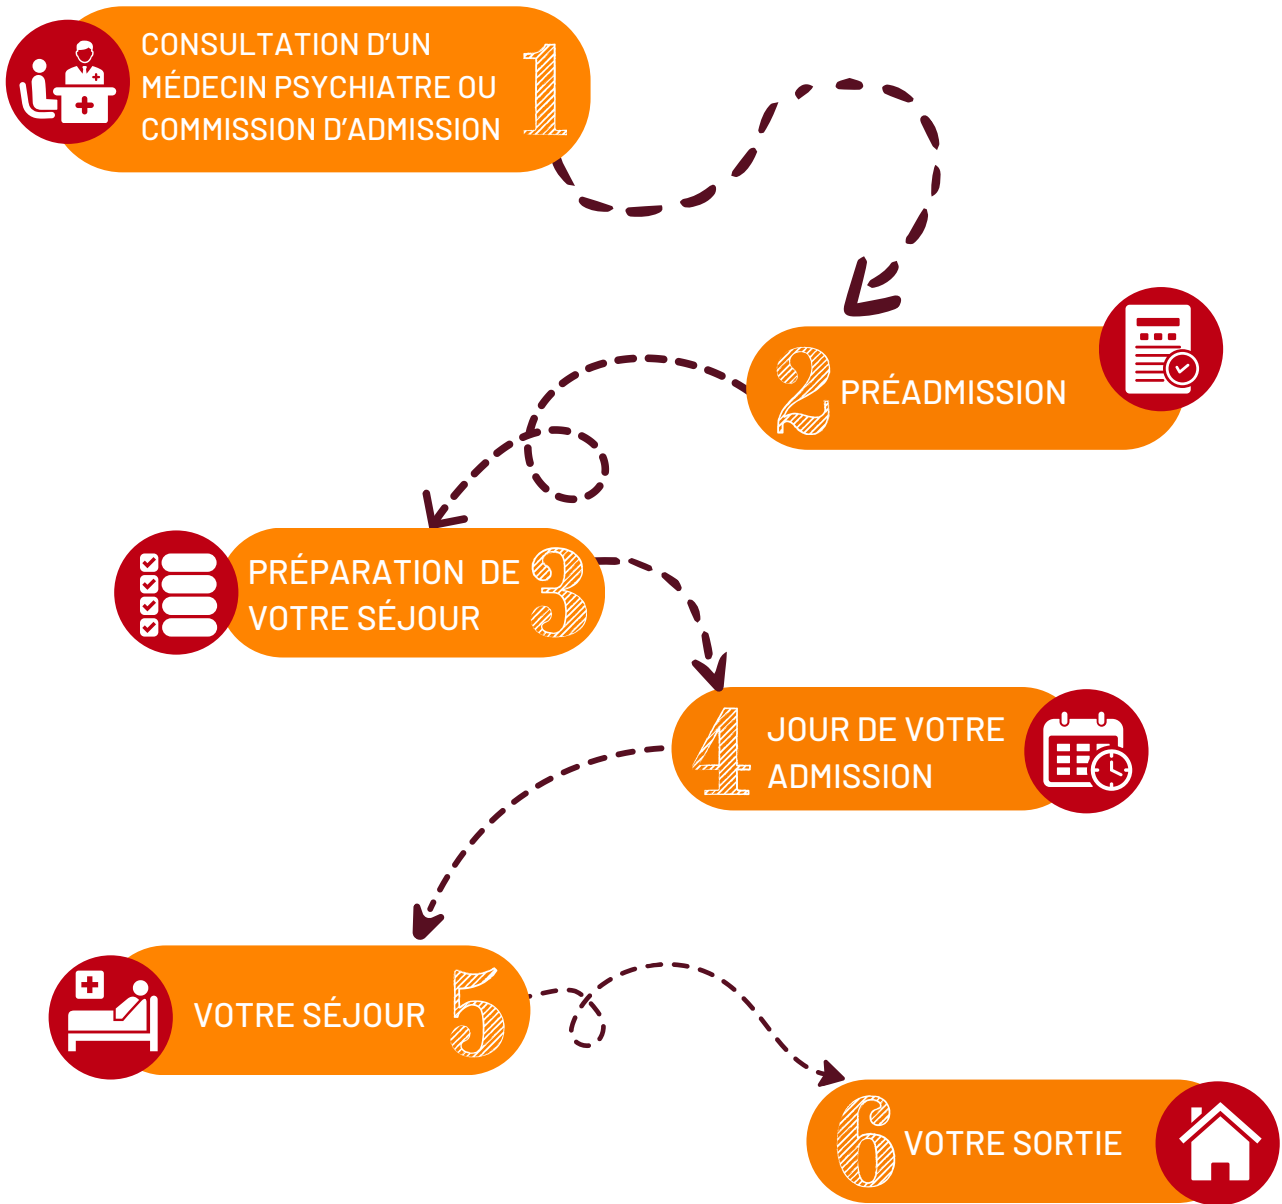 CONSULTATION D'UN
MÉDECIN PSYCHIATRE OU
COMMISSION D'ADMISSION
1
2
PRÉADMISSION
PRÉPARATION DE
VOTRE SÉJOUR
3
4
JOUR DE VOTRE
ADMISSION
VOTRE SÉJOUR
5
6
VOTRE SORTIE